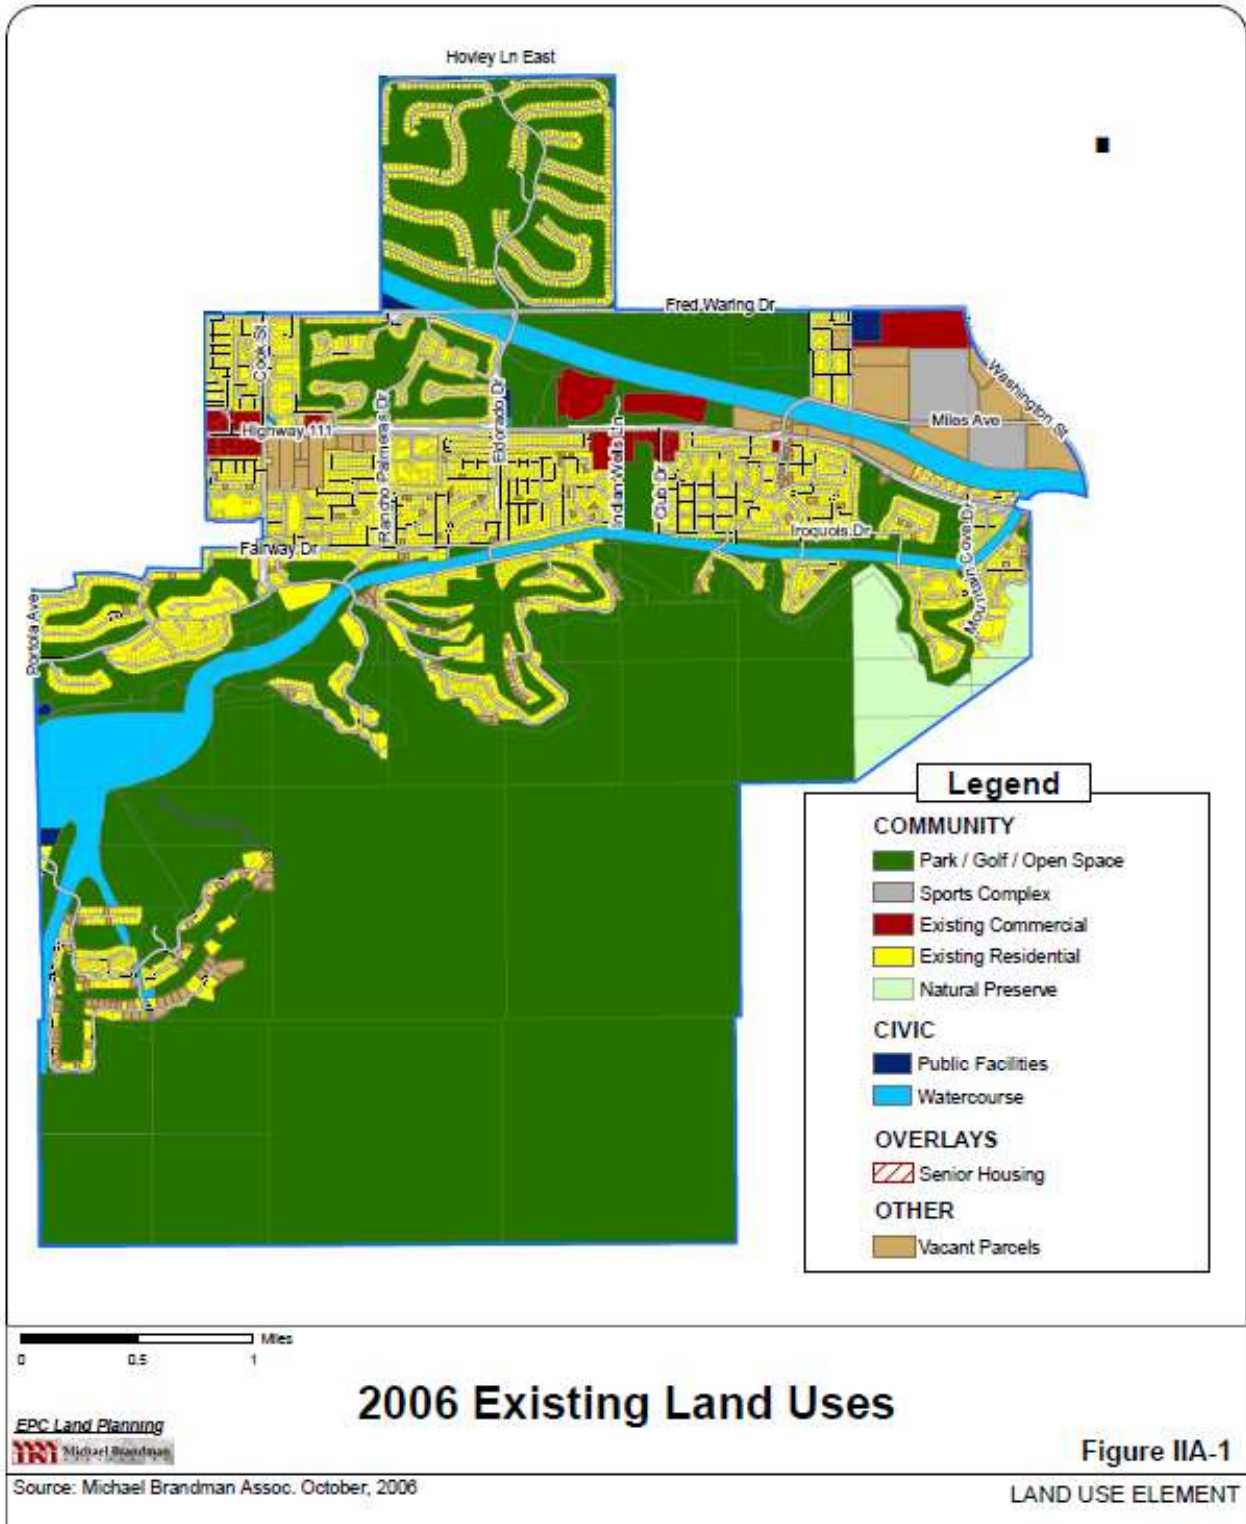 Hovley Ln East
Fred Waring Dr
Cook St
Washington St
Highway 111
Rancho Palmeras Dr
Eldorado Dr
Miles Ave
Indian Wells Ln
Club Dr
Iroquois Dr
Fairway Dr
Mountain Cove Dr
Portola Ave
Legend
COMMUNITY
Park / Golf / Open Space
Sports Complex
Existing Commercial
Existing Residential
Natural Preserve
CIVIC
Public Facilities
Watercourse
OVERLAYS
Senior Housing
OTHER
Vacant Parcels
Miles
0 0.5 1
2006 Existing Land Uses
EPC Land Planning
Michael Brandman
Figure IIA-1
Source: Michael Brandman Assoc. October, 2006
LAND USE ELEMENT